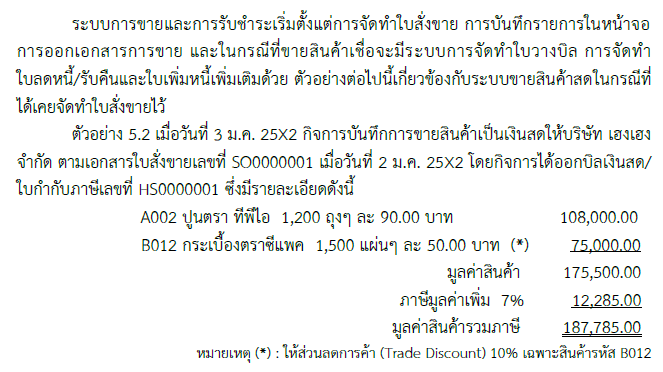 ระบบการขายและการรับชำระเริ่มตั้งแต่การจัดทำใบสั่งขาย การบันทึกรายการในหน้าจอ
การออกเอกสารการขาย และในกรณีที่ขายสินค้าเชื่อจะมีระบบการจัดทำใบวางบิล การจัดทำ
ใบลดหนี้/รับคืนและใบเพิ่มหนี้เพิ่มเติมด้วย ตัวอย่างต่อไปนี้เกี่ยวข้องกับระบบขายสินค้าสดในกรณีที่
ได้เคยจัดทำใบสั่งขายไว้
ตัวอย่าง 5.2 เมื่อวันที่ 3 ม.ค. 25X2 กิจการบันทึกการขายสินค้าเป็นเงินสดให้บริษัท เฮงเฮง
จำกัด ตามเอกสารใบสั่งขายเลขที่ SO0000001 เมื่อวันที่ 2 ม.ค. 25X2 โดยกิจการได้ออกบิลเงินสด/
ใบกำกับภาษีเลขที่ HS0000001 ซึ่งมีรายละเอียดดังนี้
A002 ปูนตรา ทีพีไอ 1,200 ถุงๆ ละ 90.00 บาท 108,000.00
B012 กระเบื้องตราซีแพค 1,500 แผ่นๆ ละ 50.00 บาท (*) 75,000.00
มูลค่าสินค้า 175,500.00
ภาษีมูลค่าเพิ่ม 7% 12,285.00
มูลค่าสินค้ารวมภาษี 187,785.00
หมายเหตุ (*) : ให้ส่วนลดการค้า (Trade Discount) 10% เฉพาะสินค้ารหัส B012